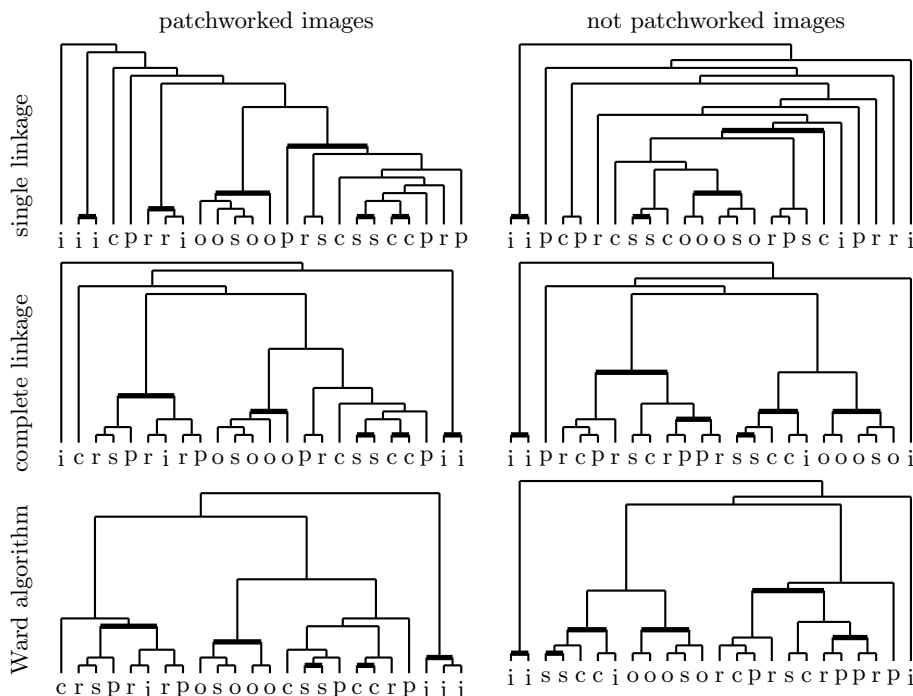 patchworked images
not patchworked images
single linkage
i i i c p r r i o o s o o p r s c s s c c p r p
i i p c p r c s s c o o o s o r p s c i p r r i
complete linkage
i c r s p r i r p o s o o o p r c s s c c p i i
i i p r c p r s c r p p r s s c c i o o o s o i
Ward algorithm
c r s p r i r p o s o o o c s s p c c r p i i i
i i s s c c i o o o s o r c p r s c r p p r p i